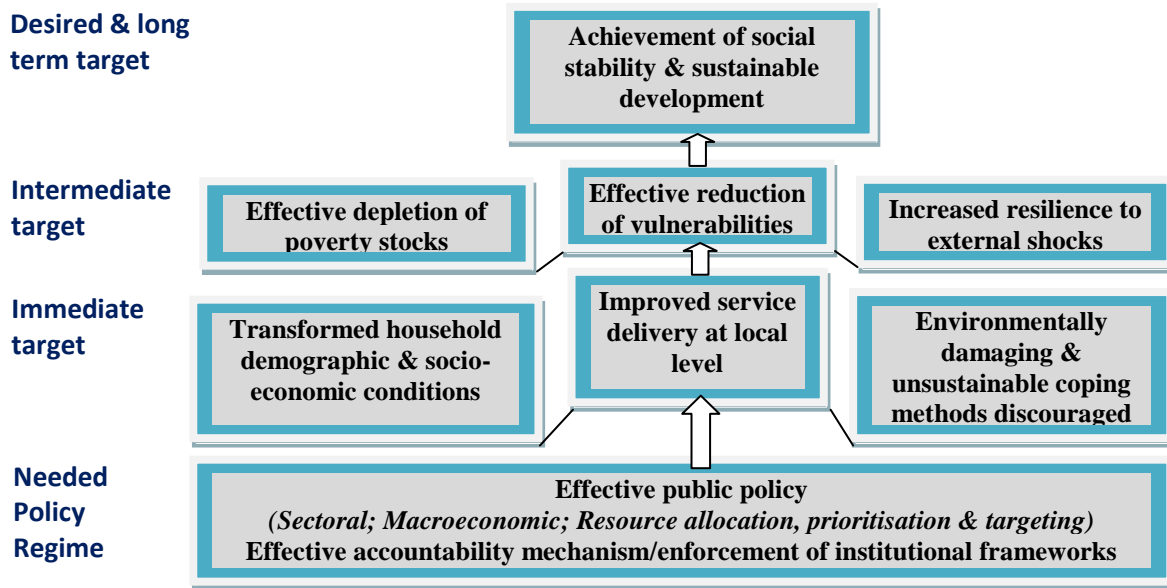 Desired & long
term target
Achievement of social
stability & sustainable
development
Intermediate
target
Effective depletion of
poverty stocks
Effective reduction
of vulnerabilities
Increased resilience to
external shocks
Immediate
target
Transformed household
demographic & socio-
economic conditions
Improved service
delivery at local
level
Environmentally
damaging &
unsustainable coping
methods discouraged
Needed
Policy
Regime
Effective public policy
(Sectoral; Macroeconomic; Resource allocation, prioritisation & targeting)
Effective accountability mechanism/enforcement of institutional frameworks